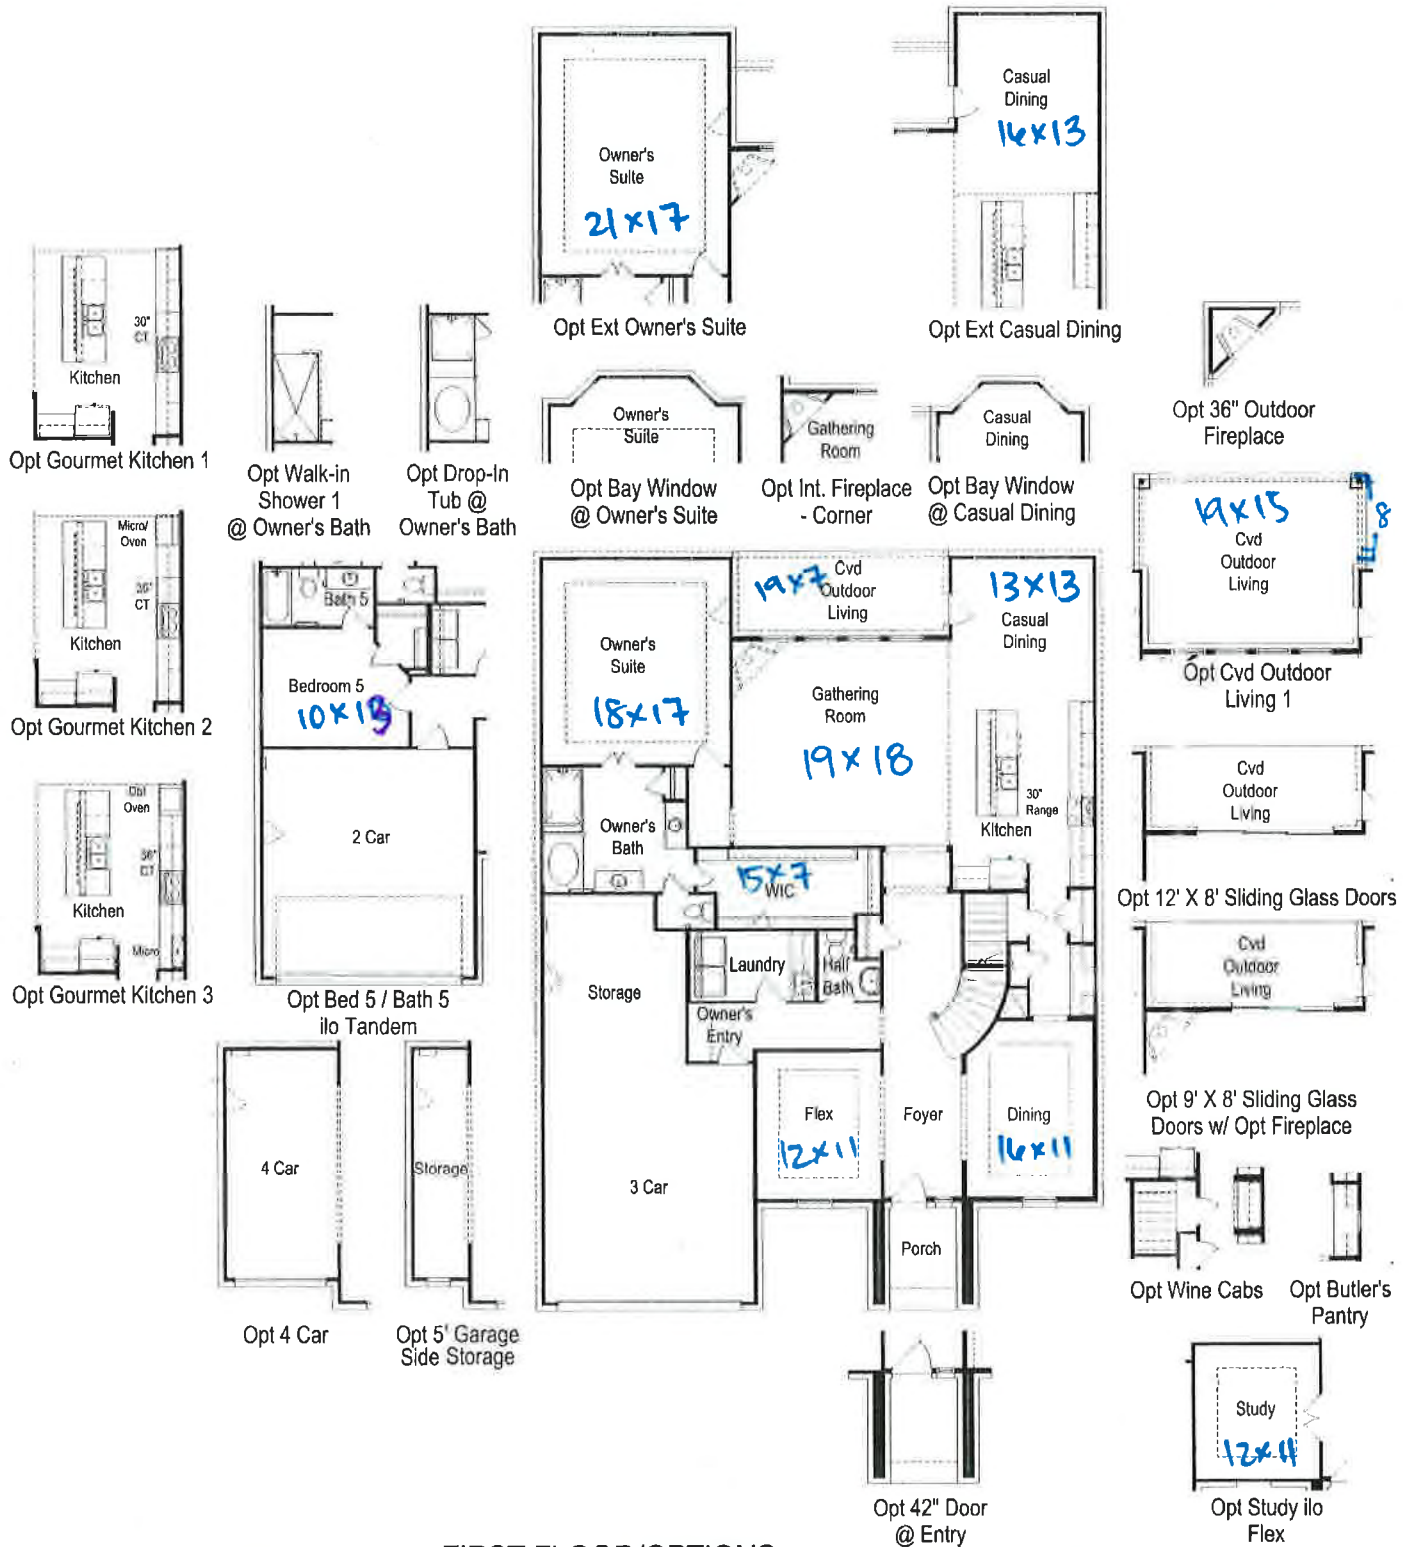 Casual
Dining
16x13
Owner's
Suite
21x17
Opt Ext Owner's Suite
Opt Ext Casual Dining
30"
CT
Kitchen
Opt Gourmet Kitchen 1
Opt Walk-in
Shower 1
@ Owner's Bath
Opt Drop-In
Tub @
Owner's Bath
Owner's
Suite
Opt Bay Window
@ Owner's Suite
Gathering
Room
Opt Int. Fireplace
- Corner
Casual
Dining
Opt Bay Window
@ Casual Dining
Opt 36" Outdoor
Fireplace
Micro/
Oven
36"
CT
Kitchen
Opt Gourmet Kitchen 2
Bath 5
Bedroom 5
10x13
2 Car
Opt Bed 5 / Bath 5
ilo Tandem
19x15
8
Cvd
Outdoor
Living
Opt Cvd Outdoor
Living 1
Dbl
Oven
36"
CT
Kitchen
Micro
Opt Gourmet Kitchen 3
19x7
Cvd
Outdoor
Living
13x13
Casual
Dining
Owner's
Suite
18x17
Gathering
Room
19x18
30"
Range
Kitchen
Owner's
Bath
15x7
WIC
Laundry
Half
Bath
Storage
Owner's
Entry
Flex
12x11
Foyer
Dining
16x11
3 Car
Porch
Cvd
Outdoor
Living
Opt 12' X 8' Sliding Glass Doors
Cvd
Outdoor
Living
Opt 9' X 8' Sliding Glass
Doors w/ Opt Fireplace
4 Car
Opt 4 Car
Storage
Opt 5' Garage
Side Storage
Opt Wine Cabs
Opt Butler's
Pantry
Opt 42" Door
@ Entry
Study
12x11
Opt Study ilo
Flex
FIRST FLOOR/OPTIONS